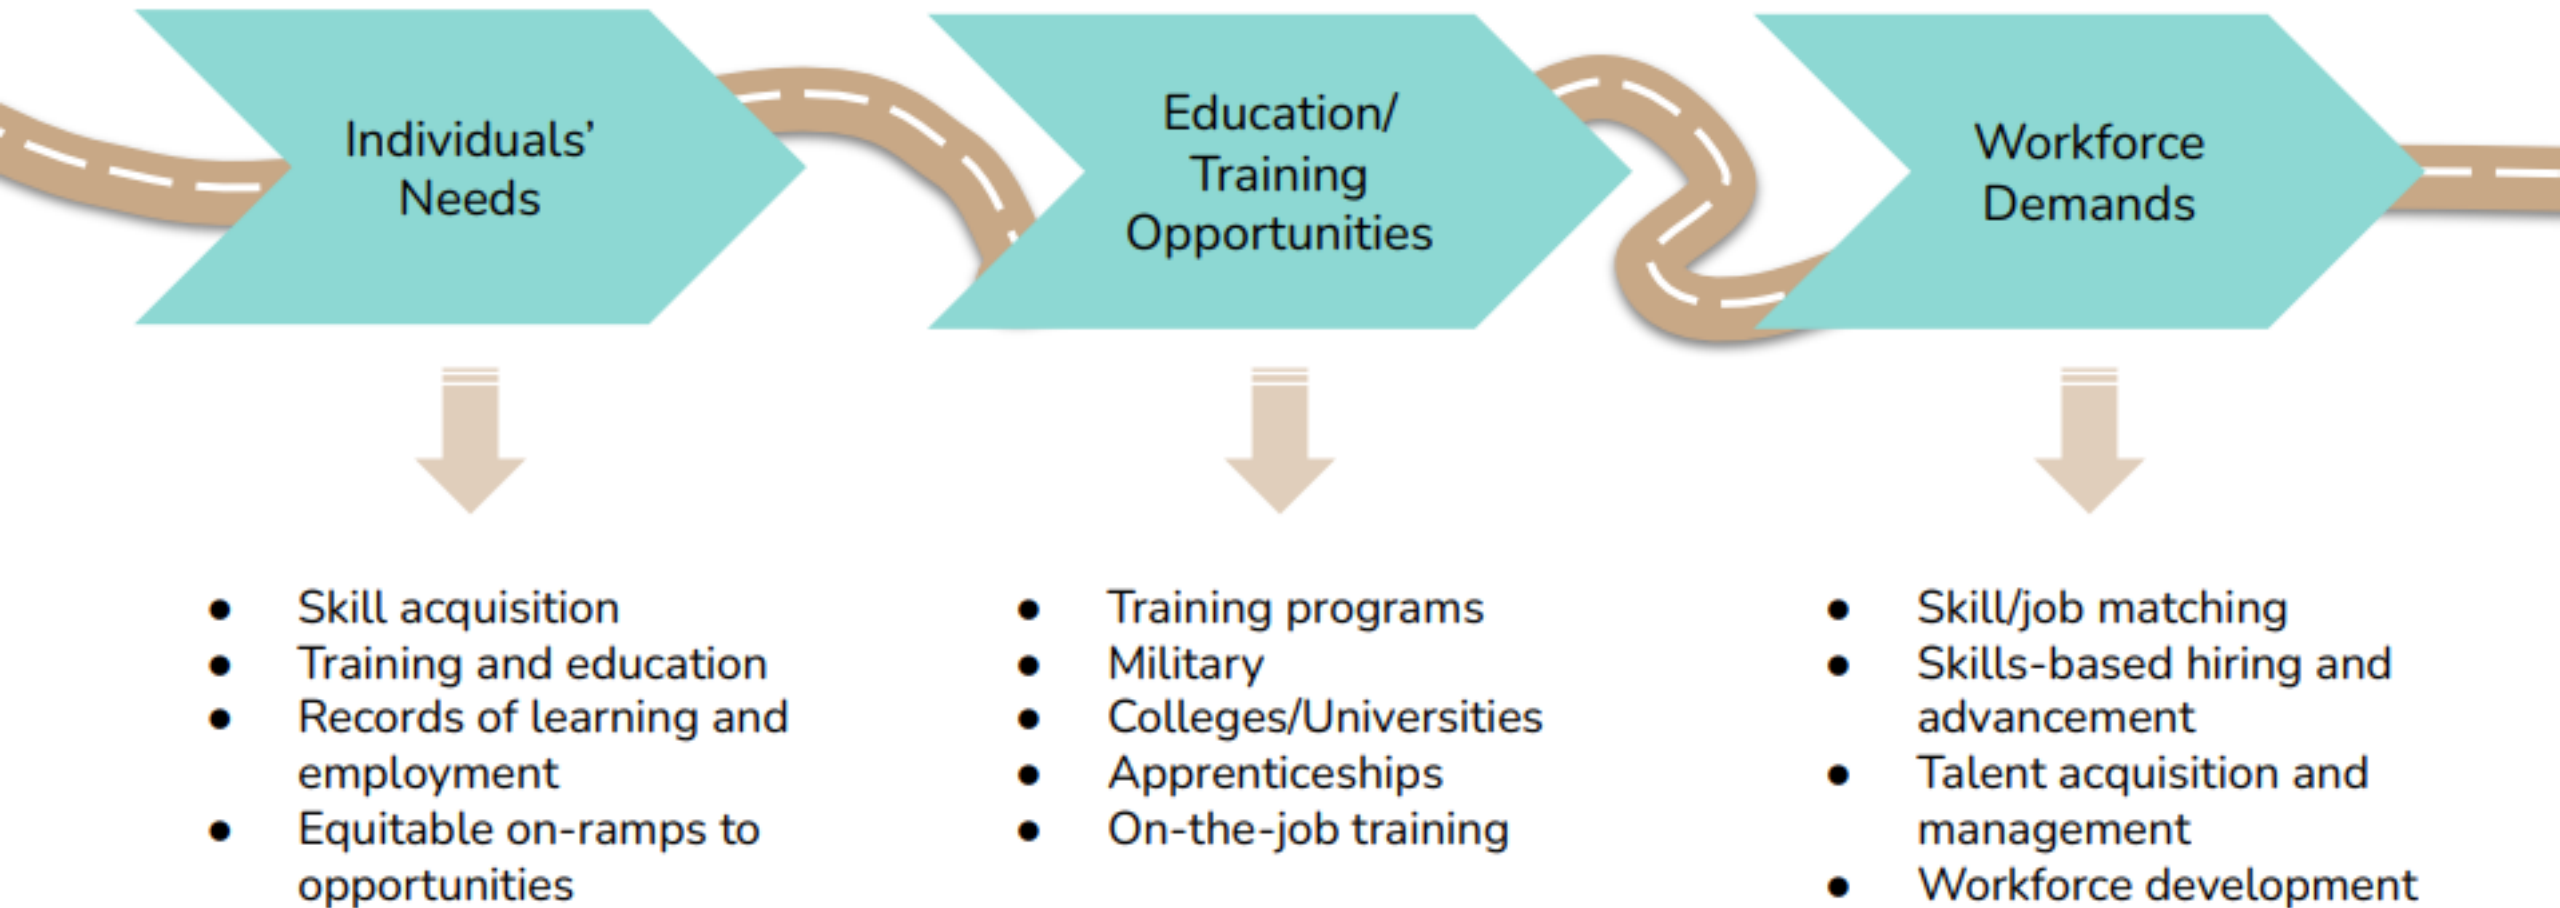 Individuals’
Needs
Education/
Training
Opportunities
Workforce
Demands
● Skill acquisition
● Training and education
● Records of learning and
employment
● Equitable on-ramps to
opportunities
● Training programs
● Military
● Colleges/Universities
● Apprenticeships
● On-the-job training
● Skill/job matching
● Skills-based hiring and
advancement
● Talent acquisition and
management
● Workforce development